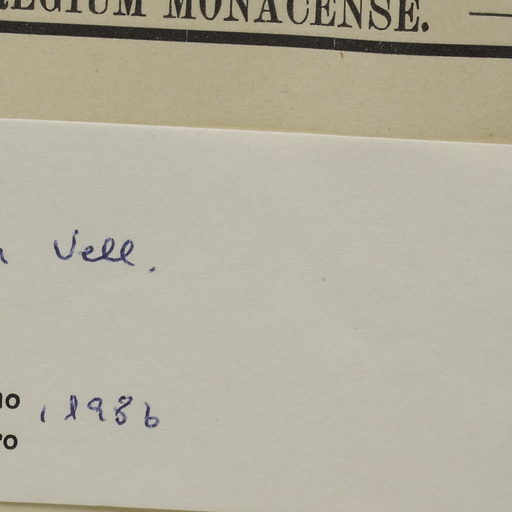 REGIUM MONACENSE. —
Vell.
, 1986